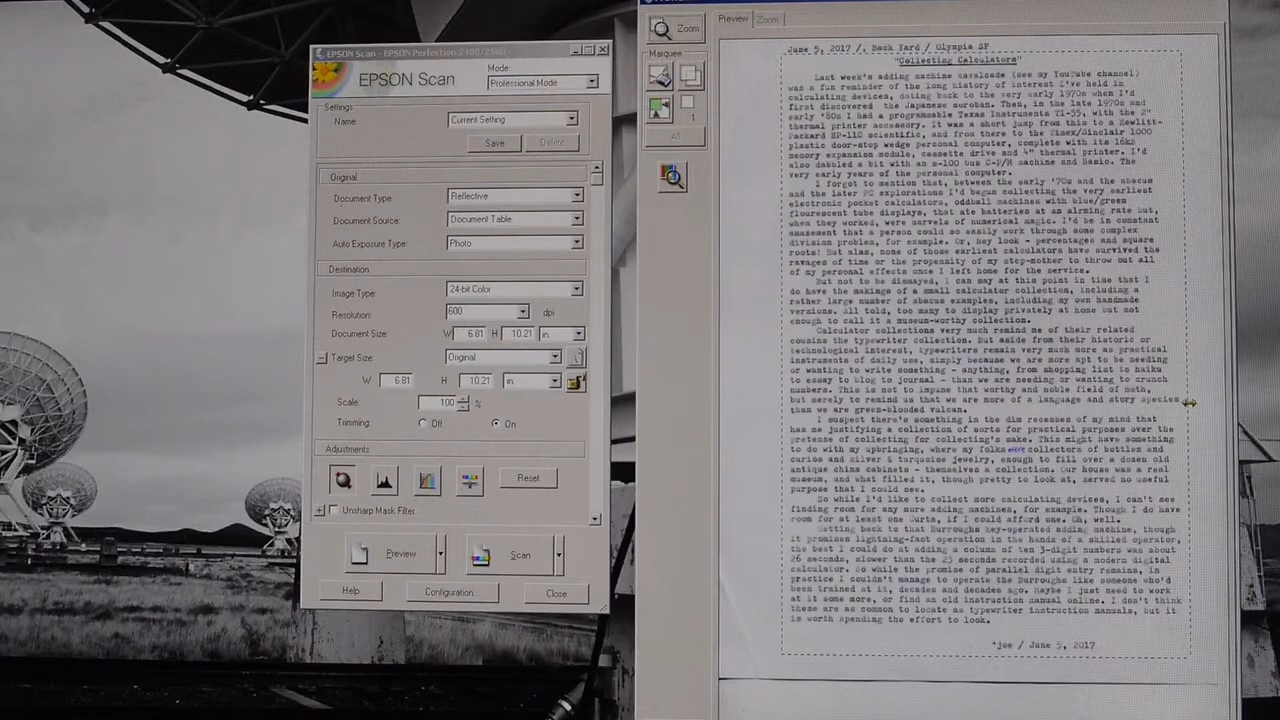 EPSON Scan - EPSON Perfection 2480/2580
EPSON Scan
Mode:
Professional Mode
Settings
Name:
Current Setting
Save
Delete
Original
Document Type:
Reflective
Document Source:
Document Table
Auto Exposure Type:
Photo
Destination
Image Type:
24-bit Color
Resolution:
600
dpi
Document Size:
W
6.81
H
10.21
in.
Target Size:
Original
W
6.81
H
10.21
in
Scale:
100
%
Trimming:
Off
On
Adjustments
Reset
Unsharp Mask Filter
Preview
Scan
Help
Configuration...
Close
Zoom
Marquee
1
All
Preview
Zoom
June 5, 2017 /, Back Yard / Olympia SF
"Collecting Calculators"
Last week's adding machine cavalcade (see my YouTube channel)
was a fun reminder of the long history of interest I've held in
calculating devices, dating back to the very early 1970s when I'd
first discovered the Japanese soroban. Then, in the late 1970s and
early '80s I had a programable Texas Instruments TI-55, with the 2"
thermal printer accessory. It was a short jump from this to a Hewlitt-
Packard HP-11C scientific, and from there to the Timex/Sinclair 1000
plastic door-stop wedge personal computer, complete with its 16kb
memory expansion module, cassette drive and 4" thermal printer. I'd
also dabbled a bit with an s-100 bus C-P/M machine and Basic. The
very early years of the personal computer.
I forgot to mention that, between the early '70s and the abacus
and the later PC explorations I'd begun collecting the very earliest
electronic pocket calculators, oddball machines with blue/green
flourescent tube displays, that ate batteries at an alrming rate but,
when they worked, were marvels of numerical magic. I'd be in constant
amazement that a person could so easily work through some complex
division problem, for example. Or, hey look - percentages and square
roots! But alas, none of those earliest calculators have survived the
ravages of time or the propensity of my step-mother to throw out all
of my personal effects once I left home for the service.
But not to be dismayed, I can say at this point in time that I
do have the makings of a small calculator collection, including a
rather large number of abacus examples, including my own handmade
versions. All told, too many to display privately at home but not
enough to call it a museum-worthy collection.
Calculator collections very much remind me of their related
cousins the typewriter collection. But aside from their historic or
technological interest, typewriters remain very much more as practical
instruments of daily use, simply because we are more apt to be needing
or wanting to write something - anything, from shopping list to haiku
to essay to blog to journal - than we are needing or wanting to crunch
numbers. This is not to impune that worthy and noble field of math,
but merely to remind us that we are more of a language and story species
than we are green-blooded vulcan.
I suspect there's something in the dim recesses of my mind that
has me justifying a collection of sorts for practical purposes over the
pretense of collecting for collecting's sake. This might have something
to do with my upbringing, where my folks were collectors of bottles and
curios and silver & turquoise jewelry, enough to fill over a dozen old
antique china cabinets - themselves a collection. Our house was a real
museum, and what filled it, though pretty to look at, served no useful
purpose that I could see.
So while I'd like to collect more calculating devices, I can't see
finding room for any more adding machines, for example. Though I do have
room for at least one Curta, if I could afford one. Oh, well.
Getting back to that Burroughs key-operated adding machine, though
it promises lightning-fast operation in the hands of a skilled operator,
the best I could do at adding a column of ten 3-digit numbers was about
26 seconds, slower than the 23 seconds recorded using a modern digital
calculator. So while the promise of parallel digit entry remains, in
practice I couldn't manage to operate the Burroughs like someone who'd
been trained at it, decades and decades ago. Maybe I just need to work
at it some more, or find an old instruction manual online. I don't think
these are as common to locate as typewriter instruction manuals, but it
is worth spending the effort to look.
"joe / June 5, 2017